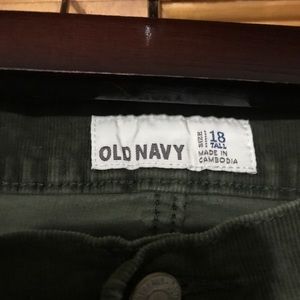 OLD NAVY
SIZE 18
TALL
MADE IN
CAMBODIA